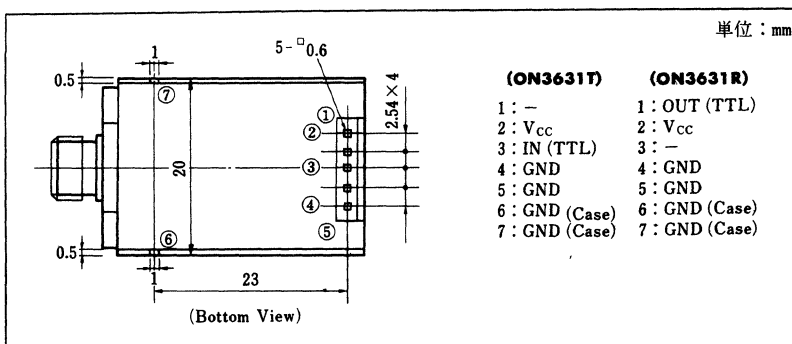 単位：mm
1
5-□0.6
0.5
⑦
①
②
③
④
⑤
⑥
2.54×4
20
0.5
1
23
(Bottom View)
(ON3631T)
1 : −
2 : VCC
3 : IN (TTL)
4 : GND
5 : GND
6 : GND (Case)
7 : GND (Case)
(ON3631R)
1 : OUT (TTL)
2 : VCC
3 : −
4 : GND
5 : GND
6 : GND (Case)
7 : GND (Case)